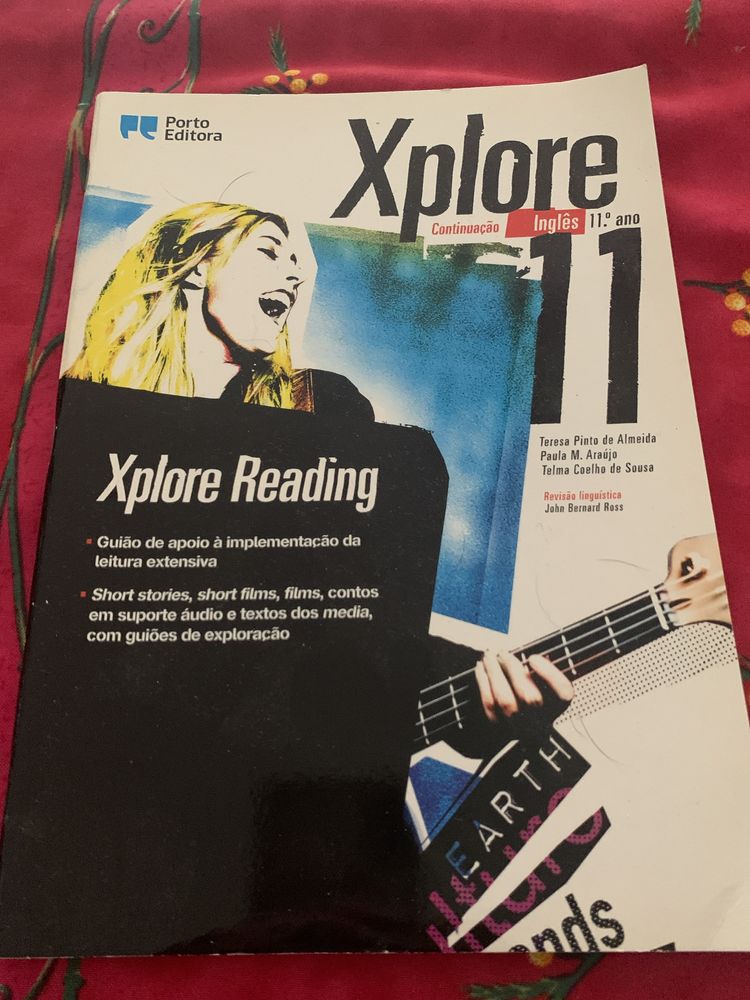 Porto
Editora
Xplore
Continuação Inglês 11.º ano
11
Teresa Pinto de Almeida
Paula M. Araújo
Telma Coelho de Sousa
Revisão linguística
John Bernard Ross
Xplore Reading
▪ Guião de apoio à implementação da
leitura extensiva
▪ Short stories, short films, films, contos
em suporte áudio e textos dos media,
com guiões de exploração
EARTH